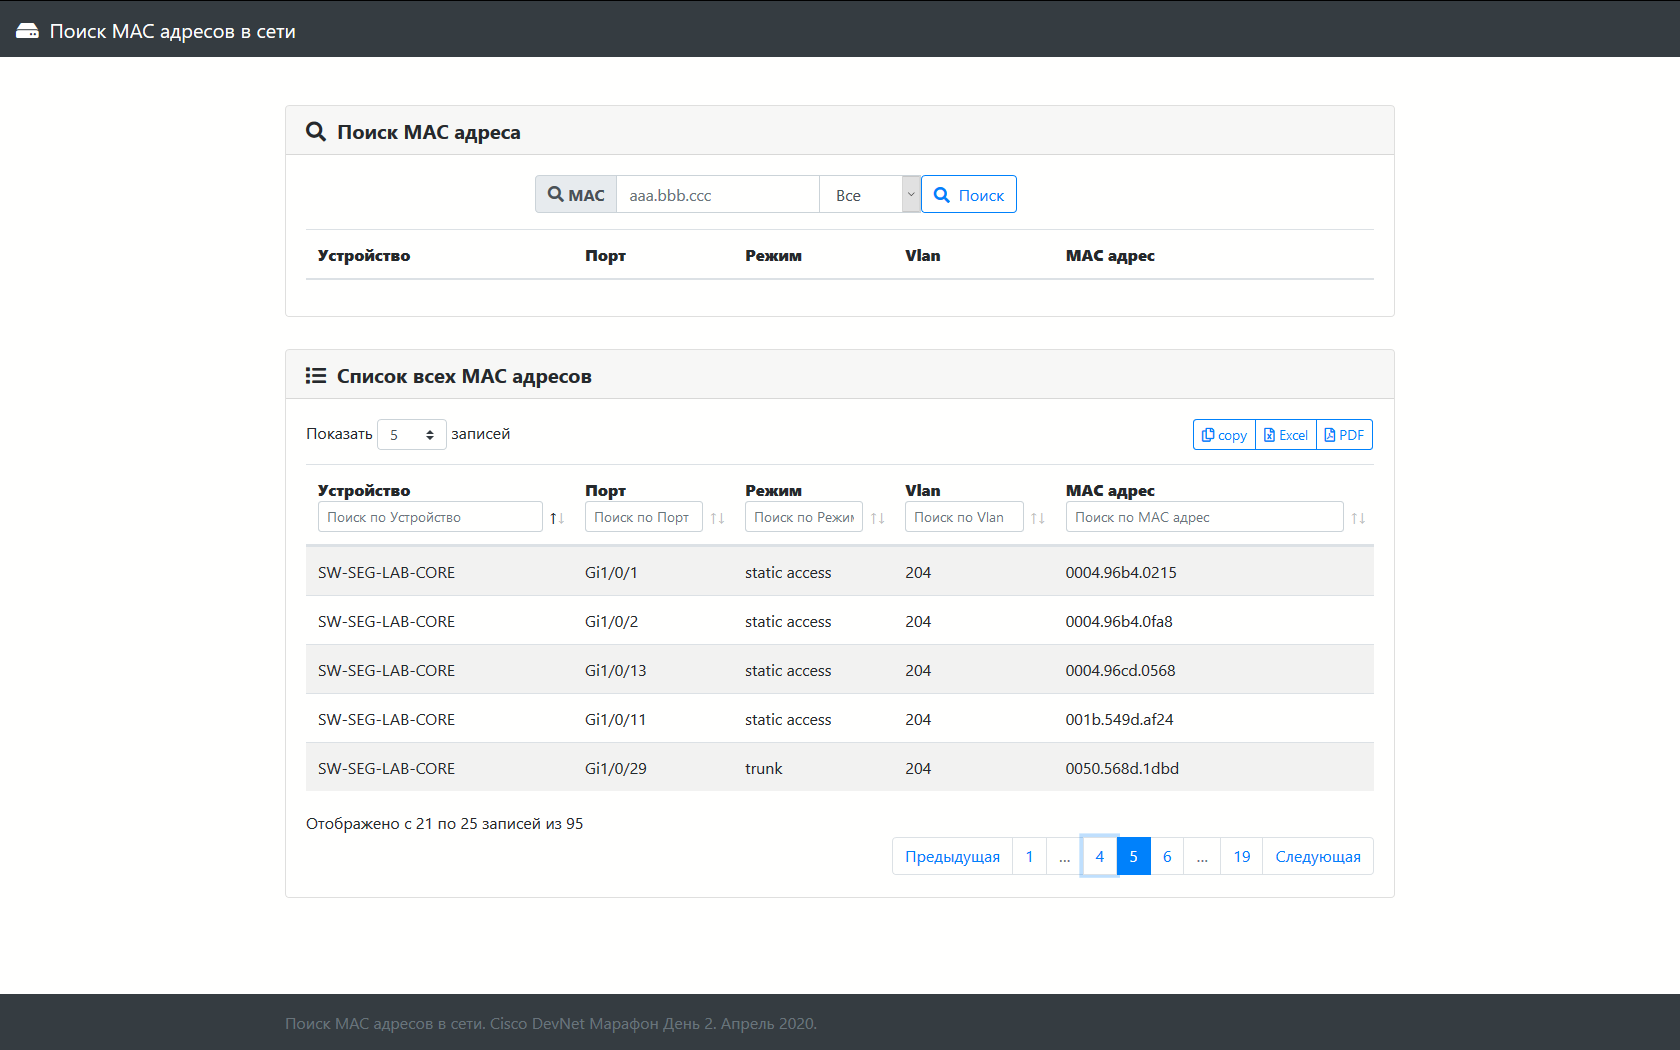 Поиск MAC адресов в сети
Поиск MAC адреса
MAC aaa.bbb.ccc Все Поиск
Устройство Порт Режим Vlan MAC адрес
Список всех MAC адресов
Показать 5 записей copy Excel PDF
Устройство Порт Режим Vlan MAC адрес
Поиск по Устройство Поиск по Порт Поиск по Режим Поиск по Vlan Поиск по MAC адрес
SW-SEG-LAB-CORE Gi1/0/1 static access 204 0004.96b4.0215
SW-SEG-LAB-CORE Gi1/0/2 static access 204 0004.96b4.0fa8
SW-SEG-LAB-CORE Gi1/0/13 static access 204 0004.96cd.0568
SW-SEG-LAB-CORE Gi1/0/11 static access 204 001b.549d.af24
SW-SEG-LAB-CORE Gi1/0/29 trunk 204 0050.568d.1dbd
Отображено с 21 по 25 записей из 95
Предыдущая 1 ... 4 5 6 ... 19 Следующая
Поиск MAC адресов в сети. Cisco DevNet Марафон День 2. Апрель 2020.